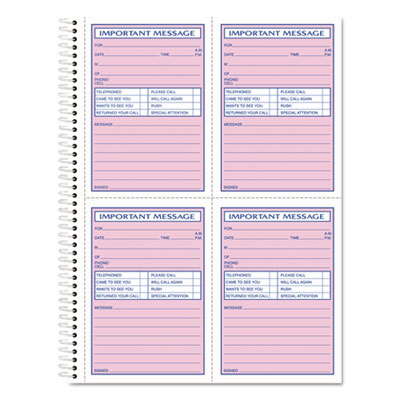 IMPORTANT MESSAGE
FOR
DATE TIME A.M. P.M.
M
OF
PHONE/
CELL
TELEPHONED PLEASE CALL
CAME TO SEE YOU WILL CALL AGAIN
WANTS TO SEE YOU RUSH
RETURNED YOUR CALL SPECIAL ATTENTION
MESSAGE
SIGNED
IMPORTANT MESSAGE
FOR
DATE TIME A.M. P.M.
M
OF
PHONE/
CELL
TELEPHONED PLEASE CALL
CAME TO SEE YOU WILL CALL AGAIN
WANTS TO SEE YOU RUSH
RETURNED YOUR CALL SPECIAL ATTENTION
MESSAGE
SIGNED
IMPORTANT MESSAGE
FOR
DATE TIME A.M. P.M.
M
OF
PHONE/
CELL
TELEPHONED PLEASE CALL
CAME TO SEE YOU WILL CALL AGAIN
WANTS TO SEE YOU RUSH
RETURNED YOUR CALL SPECIAL ATTENTION
MESSAGE
SIGNED
IMPORTANT MESSAGE
FOR
DATE TIME A.M. P.M.
M
OF
PHONE/
CELL
TELEPHONED PLEASE CALL
CAME TO SEE YOU WILL CALL AGAIN
WANTS TO SEE YOU RUSH
RETURNED YOUR CALL SPECIAL ATTENTION
MESSAGE
SIGNED